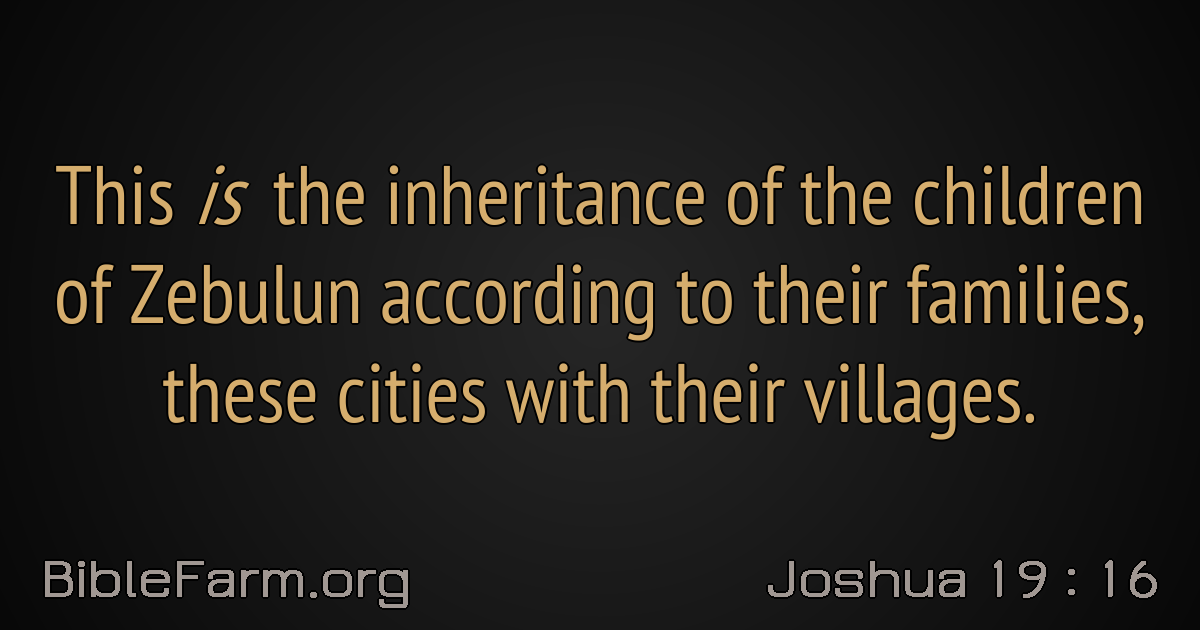 This is the inheritance of the children
of Zebulun according to their families,
these cities with their villages.
BibleFarm.org
Joshua 19 : 16